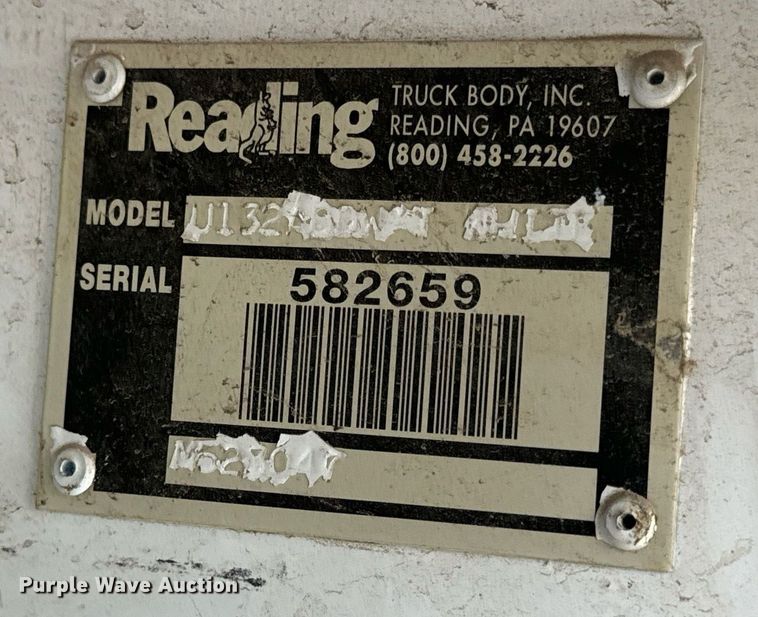 Reading
TRUCK BODY, INC.
READING, PA 19607
(800) 458-2226
MODEL
SERIAL 582659
Purple Wave Auction